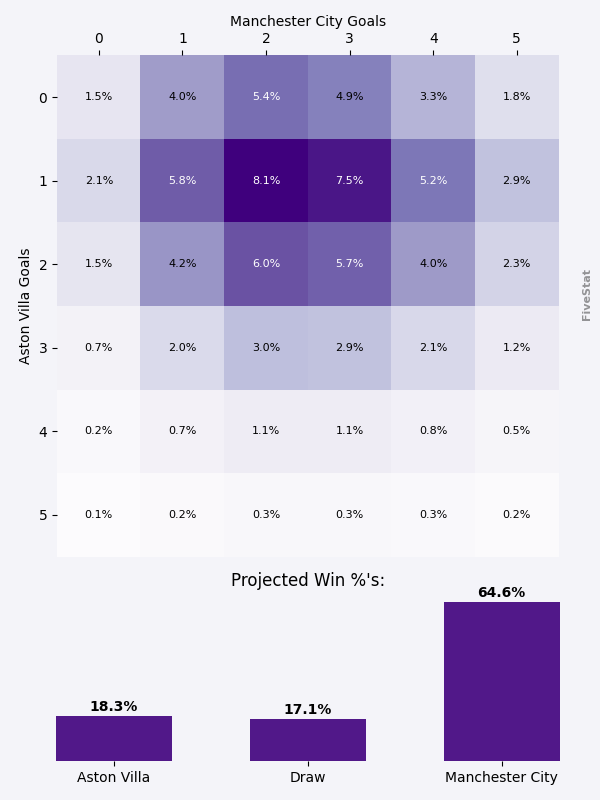 Manchester City Goals
0 1 2 3 4 5
0 1.5% 4.0% 5.4% 4.9% 3.3% 1.8%
1 2.1% 5.8% 8.1% 7.5% 5.2% 2.9%
2 1.5% 4.2% 6.0% 5.7% 4.0% 2.3%
3 0.7% 2.0% 3.0% 2.9% 2.1% 1.2%
4 0.2% 0.7% 1.1% 1.1% 0.8% 0.5%
5 0.1% 0.2% 0.3% 0.3% 0.3% 0.2%
Aston Villa Goals
FiveStat
Projected Win %'s:
18.3% 17.1% 64.6%
Aston Villa Draw Manchester City